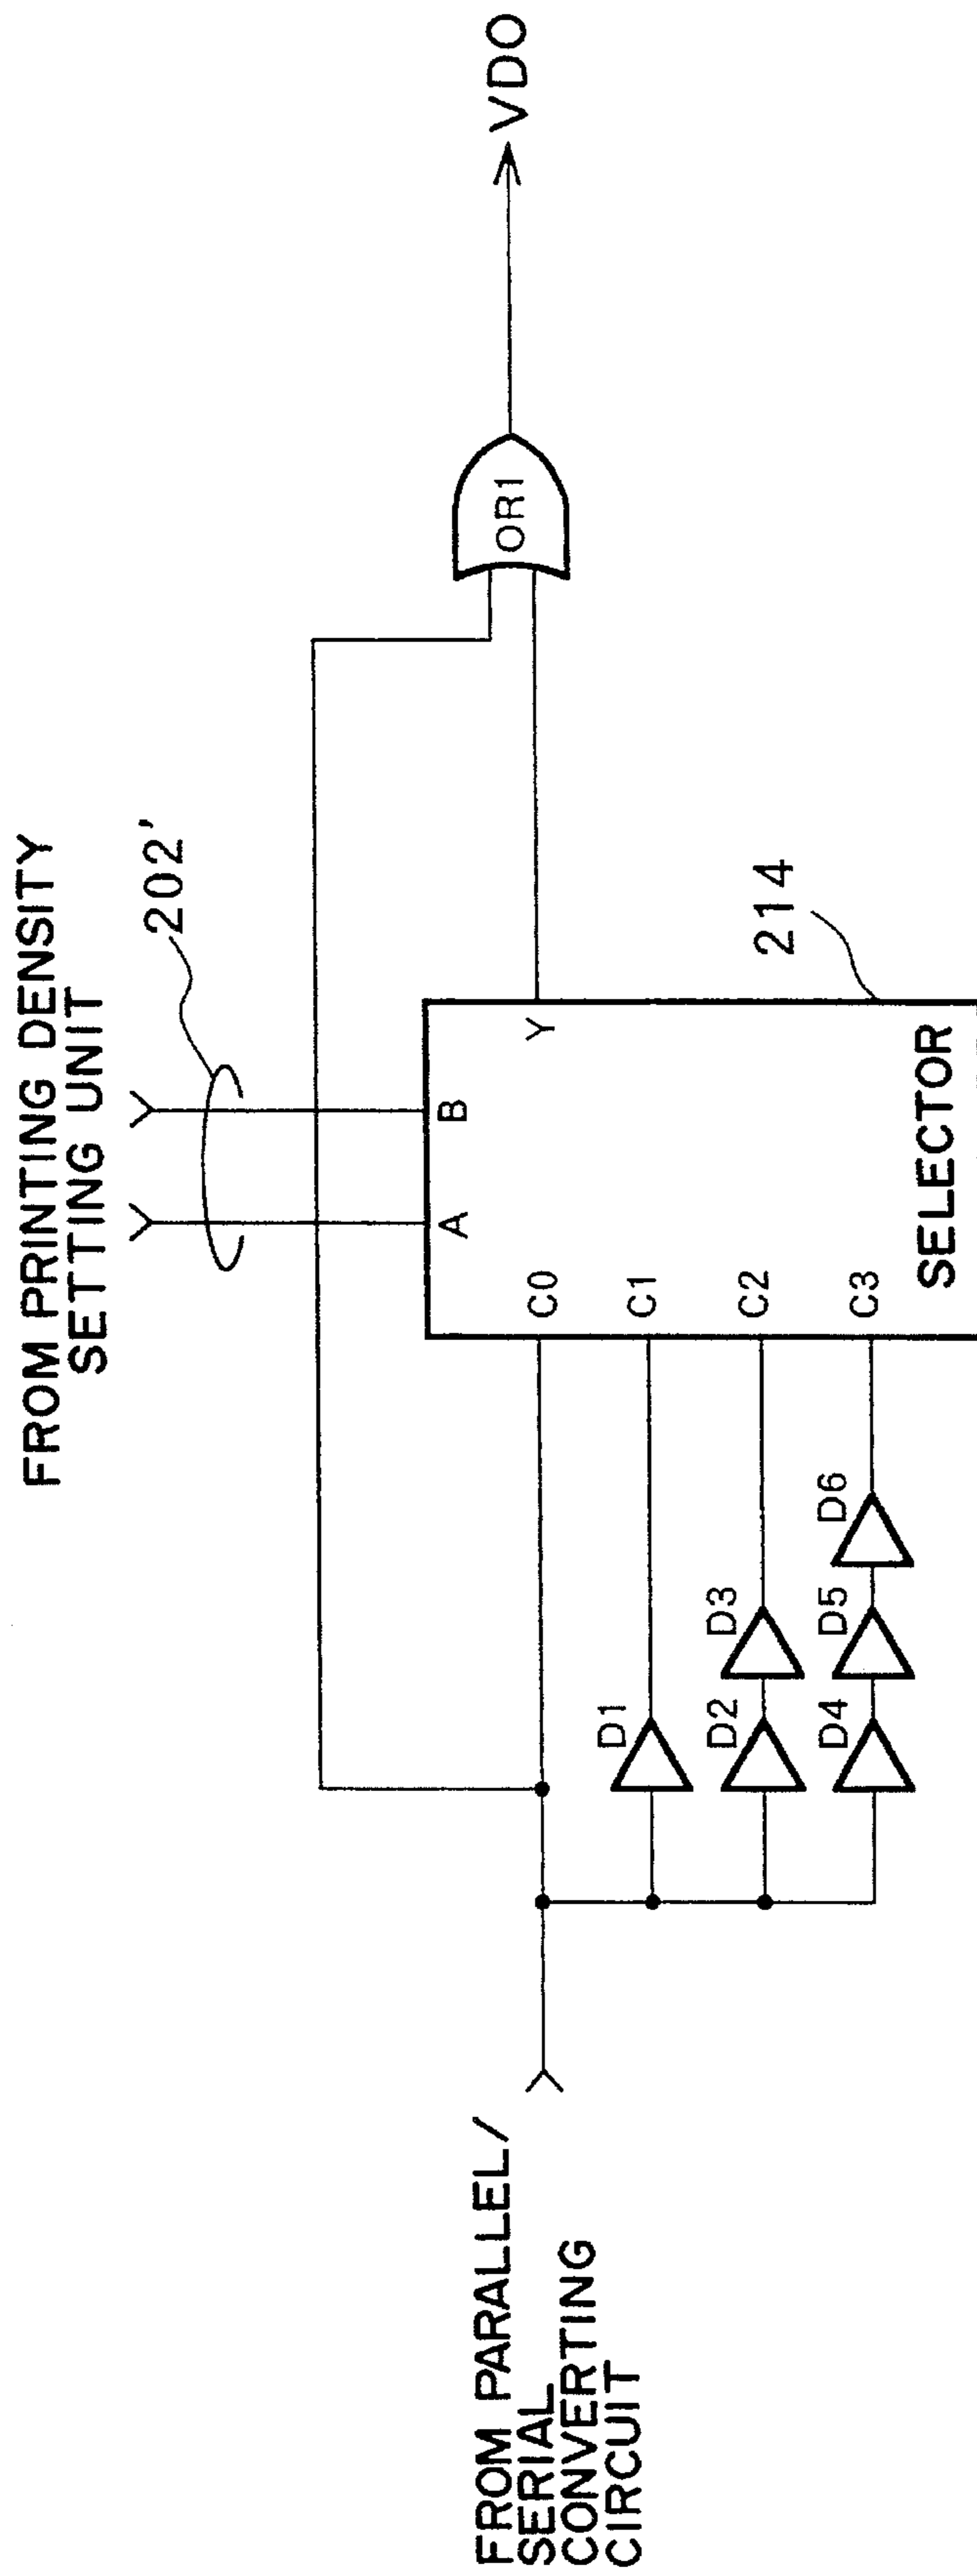 FROM PRINTING DENSITY
SETTING UNIT
202'
A
B
C0
C1
C2
C3
Y
SELECTOR
214
OR1
VDO
D1
D2
D3
D4
D5
D6
FROM PARALLEL/
SERIAL
CONVERTING
CIRCUIT